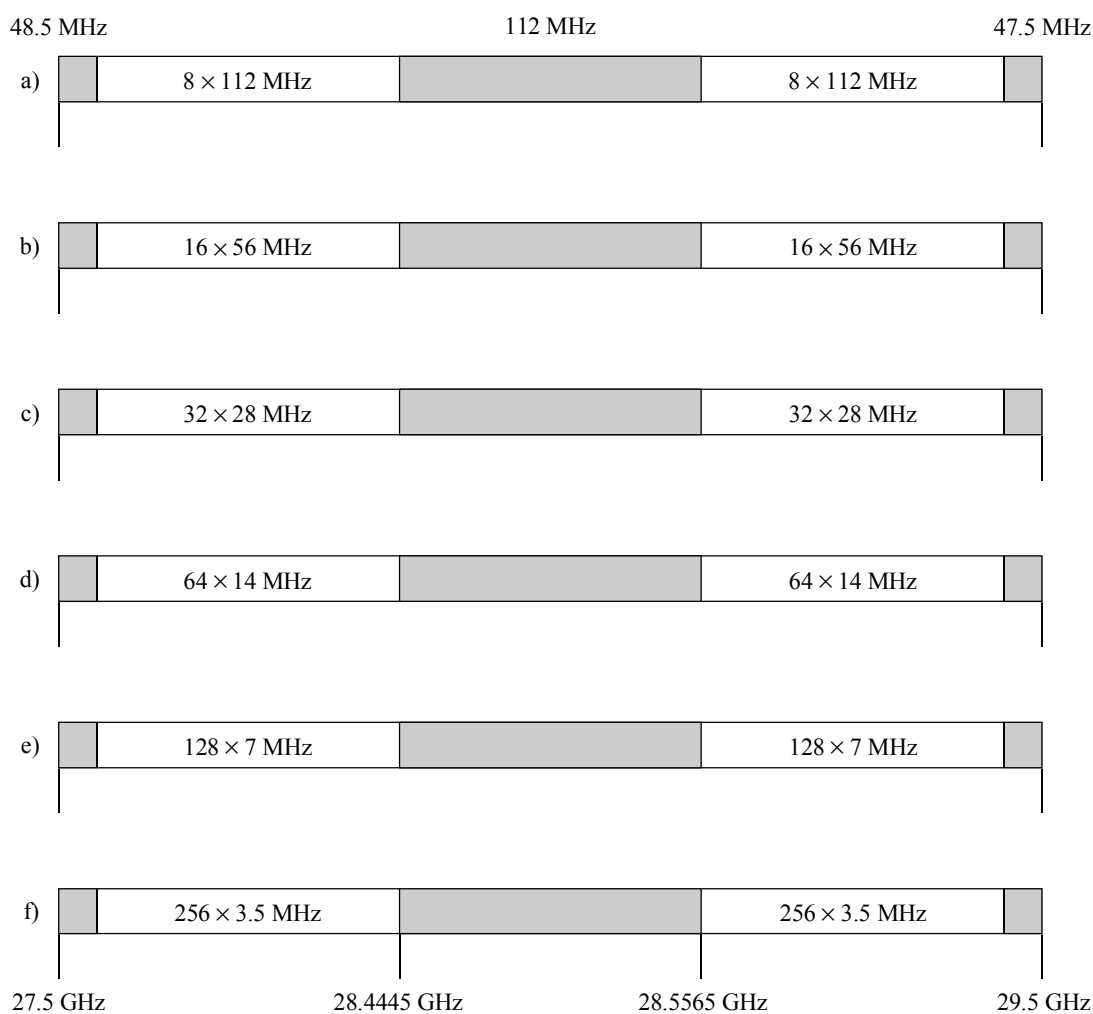 48.5 MHz 112 MHz 47.5 MHz
a) 8 × 112 MHz 8 × 112 MHz
b) 16 × 56 MHz 16 × 56 MHz
c) 32 × 28 MHz 32 × 28 MHz
d) 64 × 14 MHz 64 × 14 MHz
e) 128 × 7 MHz 128 × 7 MHz
f) 256 × 3.5 MHz 256 × 3.5 MHz
27.5 GHz 28.4445 GHz 28.5565 GHz 29.5 GHz